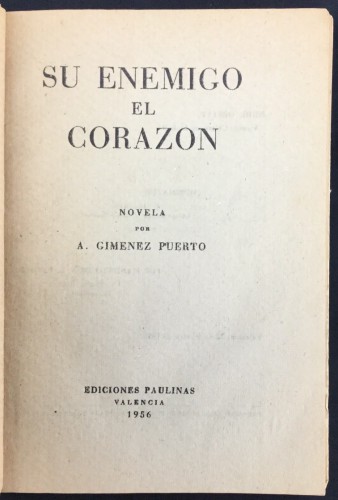 SU ENEMIGO
EL
CORAZON
NOVELA
POR
A. GIMENEZ PUERTO
EDICIONES PAULINAS
VALENCIA
1956